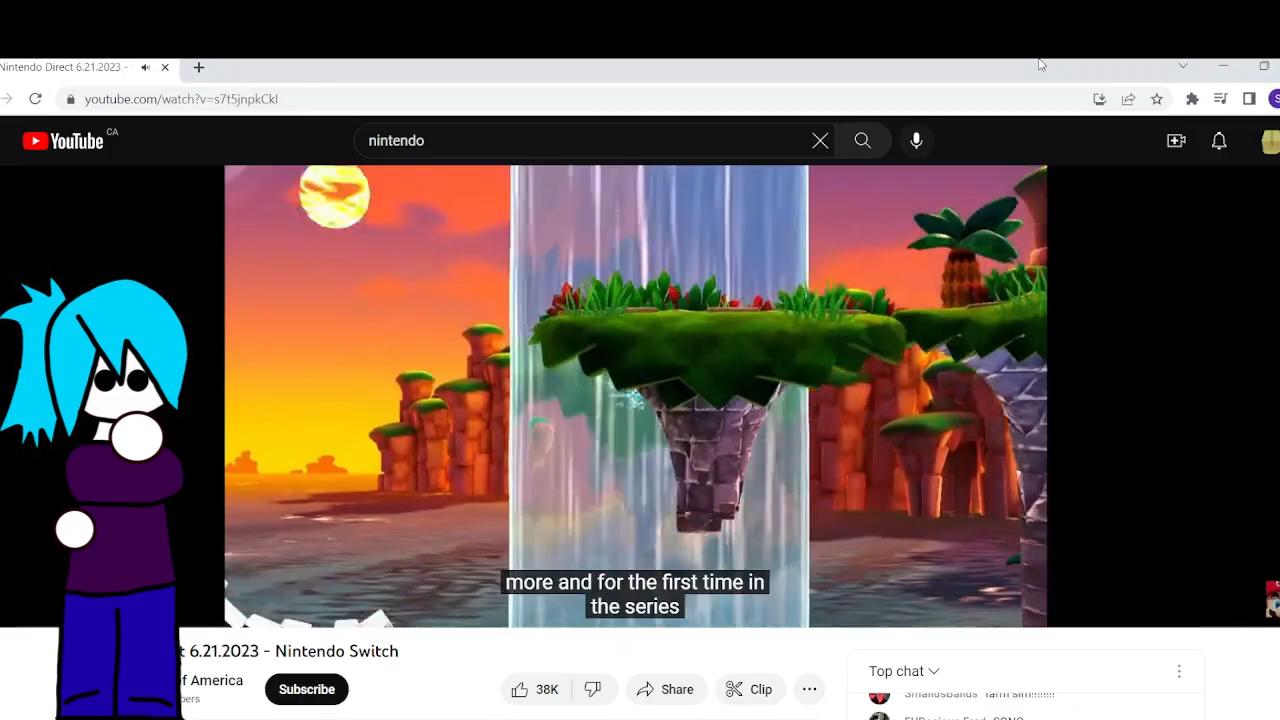 Nintendo Direct 6.21.2023 -
youtube.com/watch?v=s7t5jnpkCkI
YouTube CA
nintendo
more and for the first time in
the series
6.21.2023 - Nintendo Switch
of America
Subscribe
38K
Share
Clip
Top chat